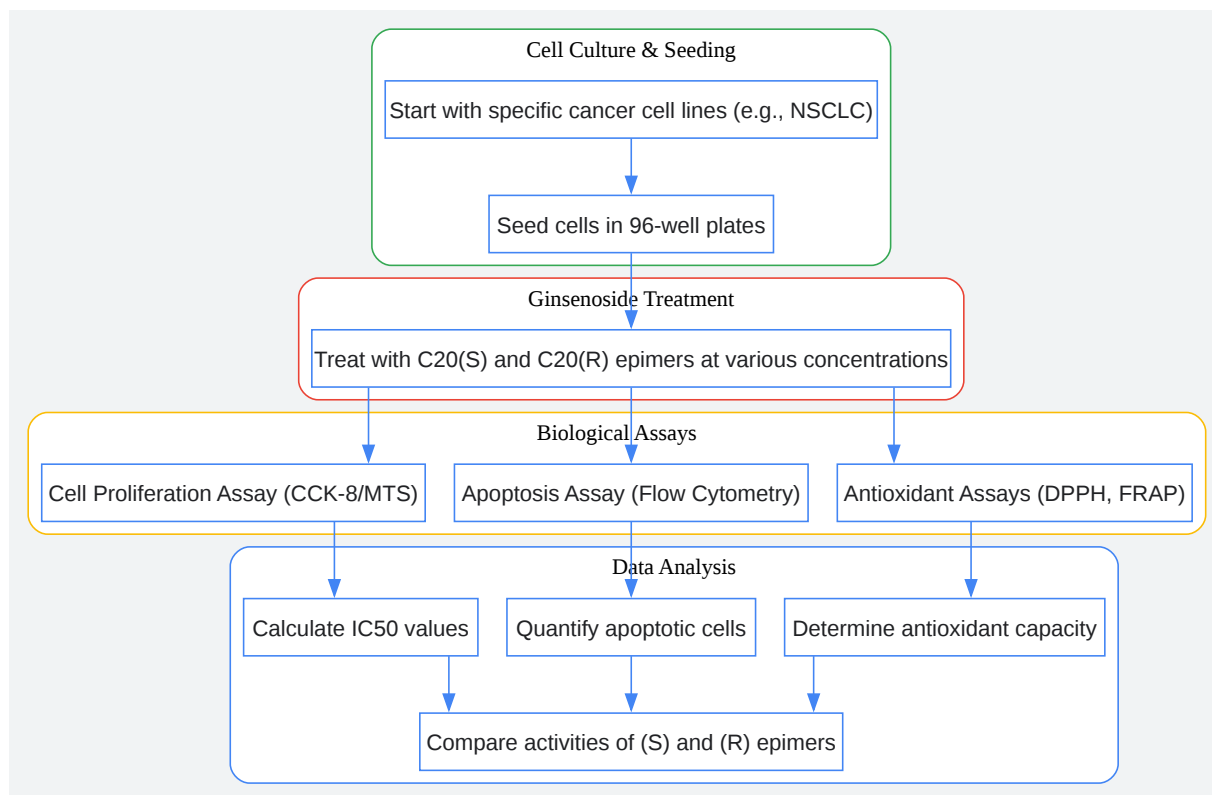 Cell Culture & Seeding
Start with specific cancer cell lines (e.g., NSCLC)
Seed cells in 96-well plates
Ginsenoside Treatment
Treat with C20(S) and C20(R) epimers at various concentrations
Biological Assays
Cell Proliferation Assay (CCK-8/MTS)
Apoptosis Assay (Flow Cytometry)
Antioxidant Assays (DPPH, FRAP)
Data Analysis
Calculate IC50 values
Quantify apoptotic cells
Determine antioxidant capacity
Compare activities of (S) and (R) epimers